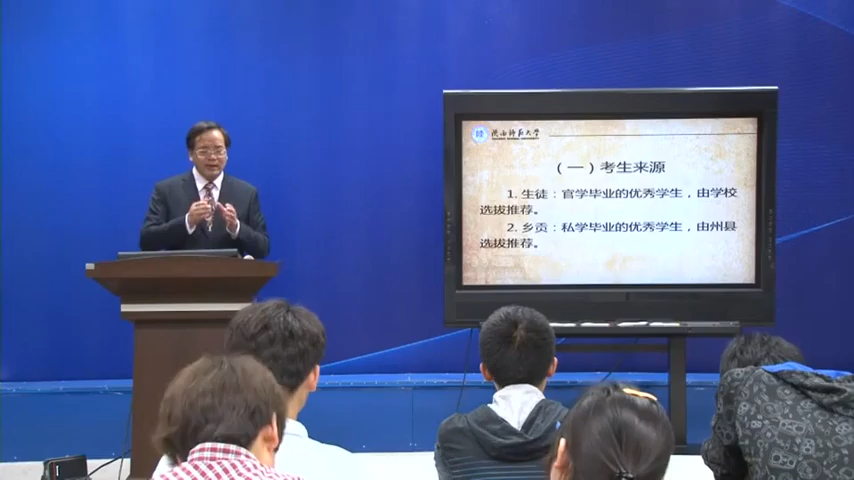 陕西师范大学
（一）考生来源
1. 生徒：官学毕业的优秀学生，由学校
选拔推荐。
2. 乡贡：私学毕业的优秀学生，由州县
选拔推荐。